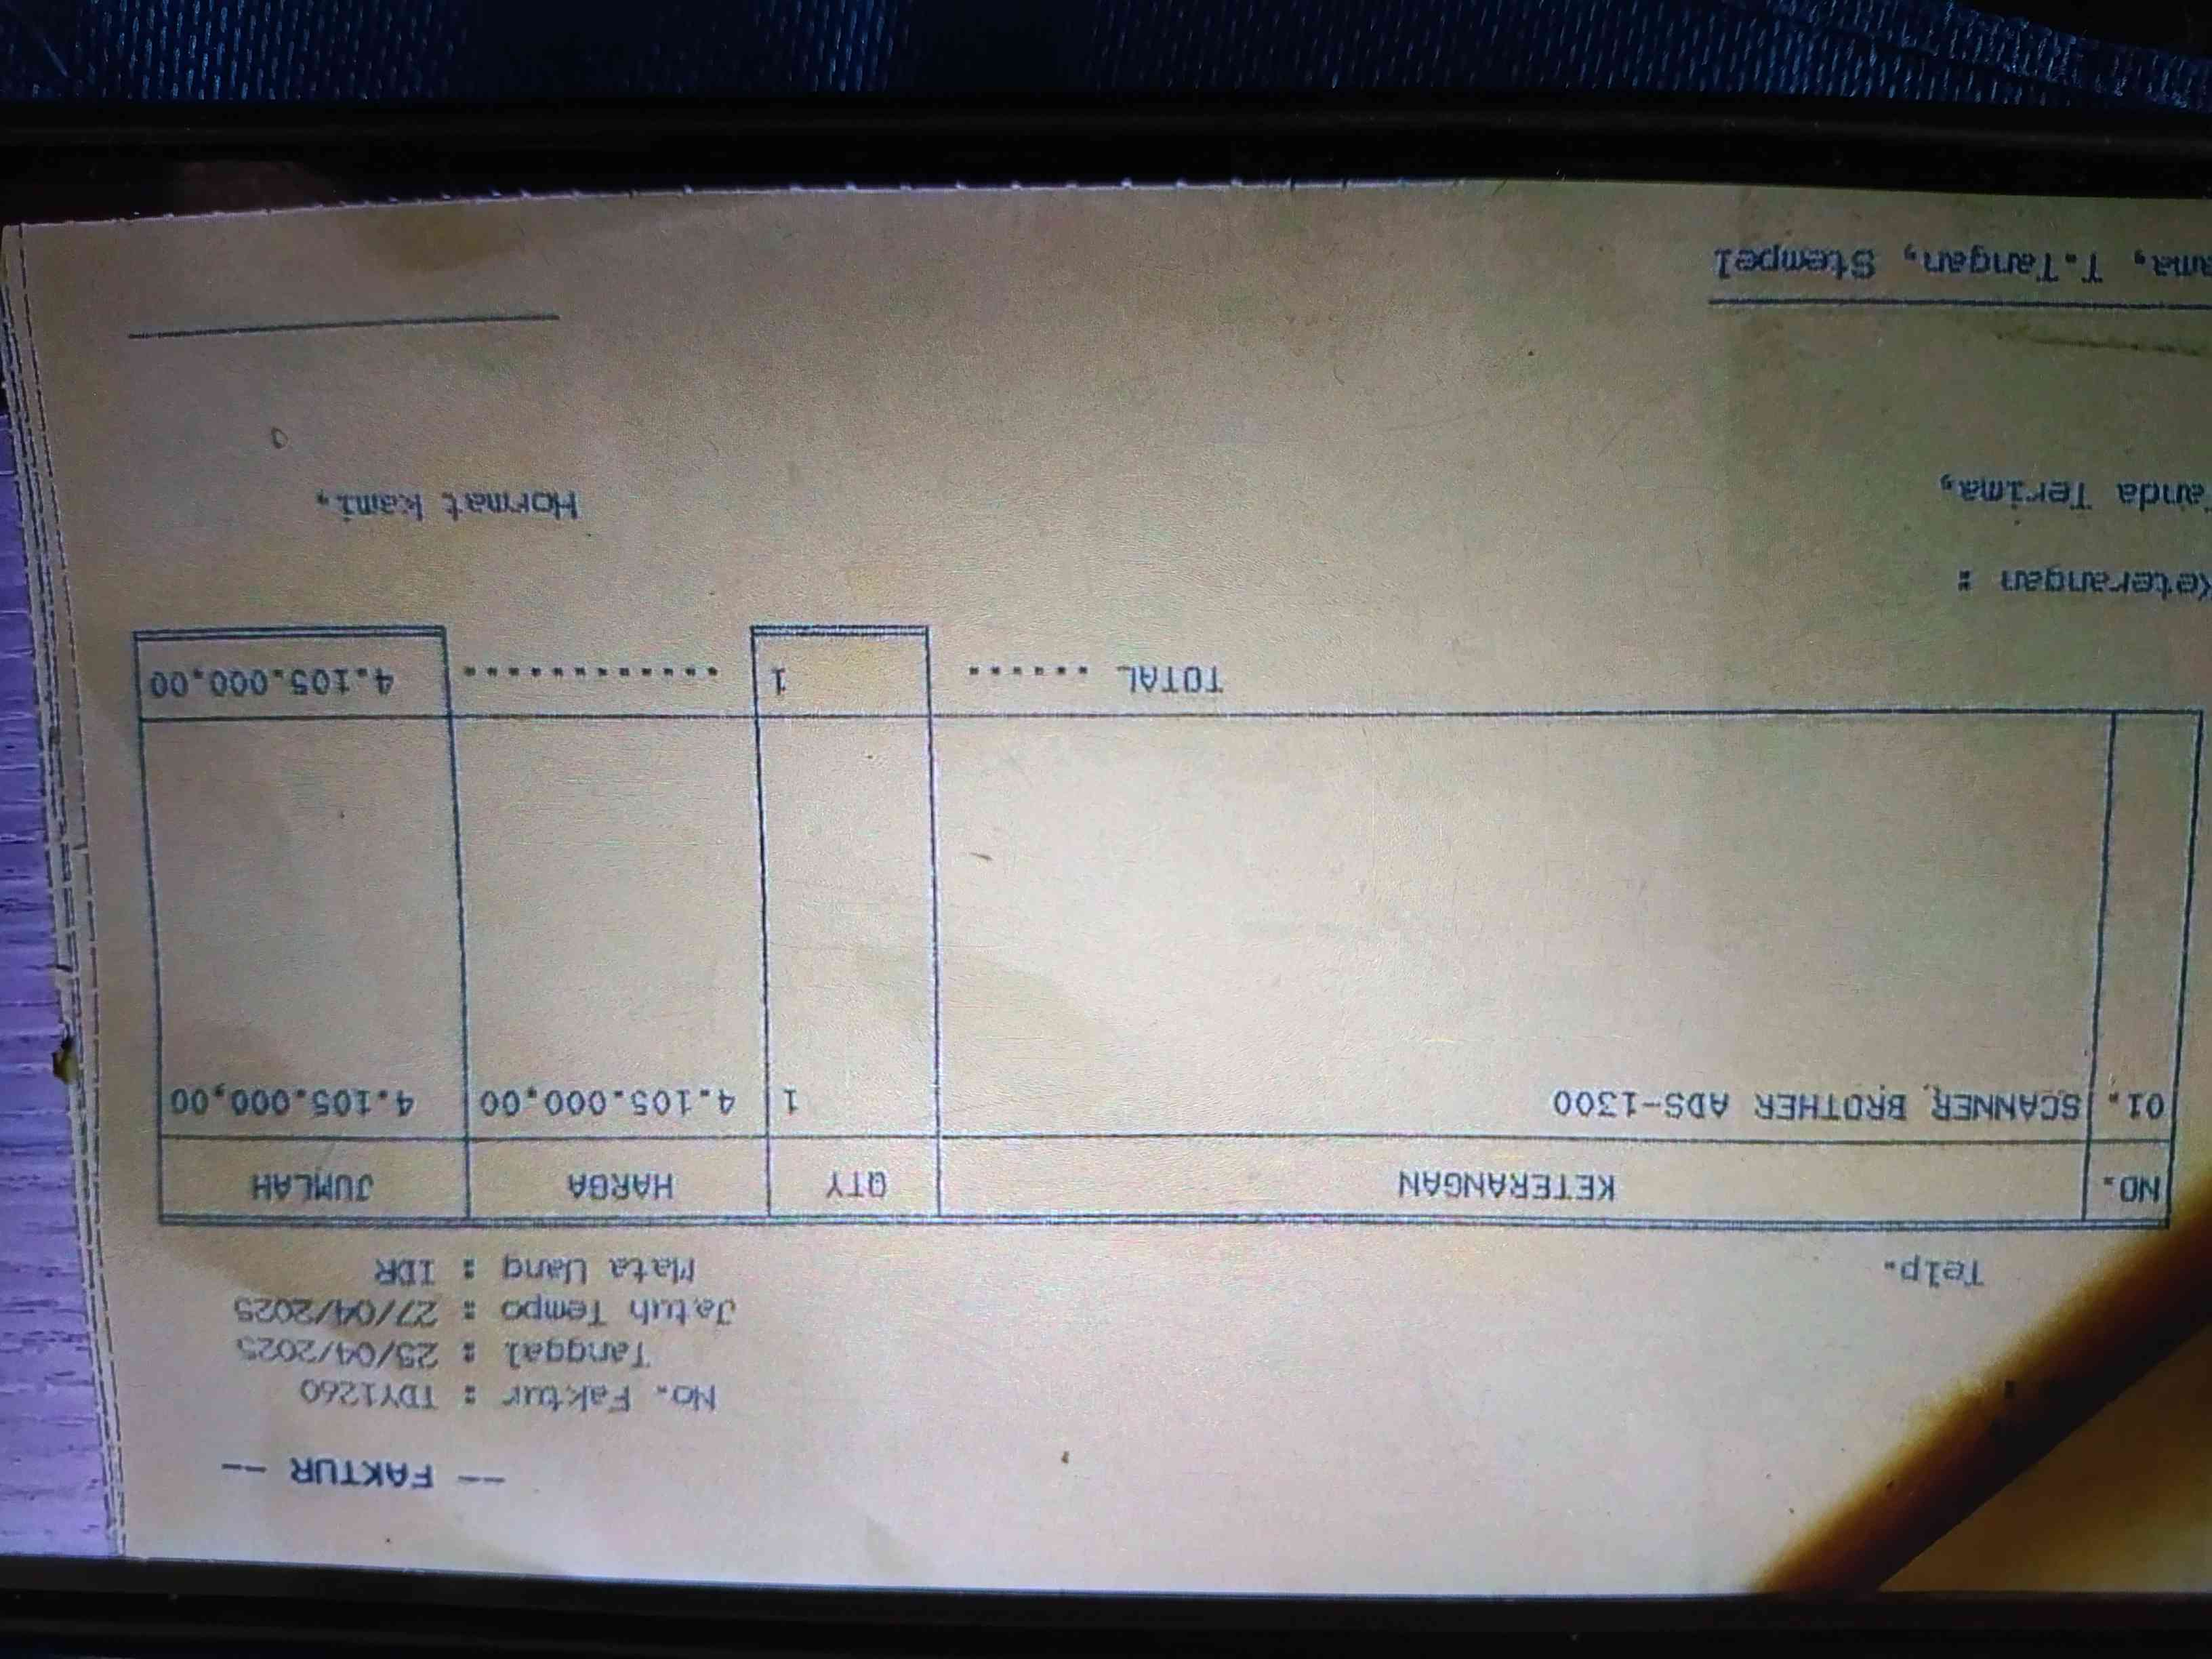 -- FAKTUR --
No. Faktur : TDY1260
Tanggal : 25/04/2025
Jatuh Tempo : 27/04/2025
Telp. Mata Uang : IDR
NO. KETERANGAN QTY HARGA JUMLAH
01. SCANNER BROTHER ADS-1300 1 4.105.000,00 4.105.000,00
TOTAL ...... 1 ............. 4.105.000,00
Keterangan :
Tanda Terima, Hormat kami,
T.Tangan, Stempel